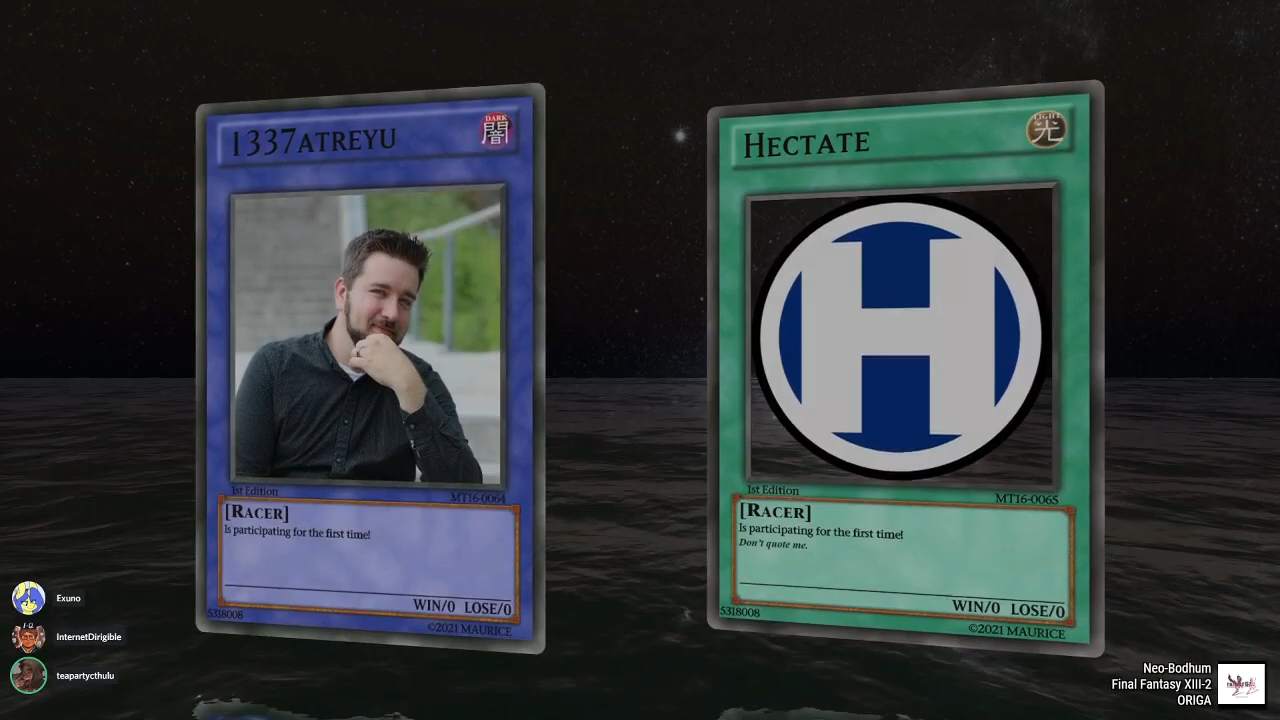 1337ATREYU
DARK
闇
1st Edition
MT16-0064
[RACER]
Is participating for the first time!
WIN/0 LOSE/0
5318008
©2021 MAURICE
HECTATE
LIGHT
光
H
1st Edition
MT16-0065
[RACER]
Is participating for the first time!
Don't quote me.
WIN/0 LOSE/0
5318008
©2021 MAURICE
Exuno
InternetDirigible
teapartycthulu
Neo-Bodhum
Final Fantasy XIII-2
ORIGA